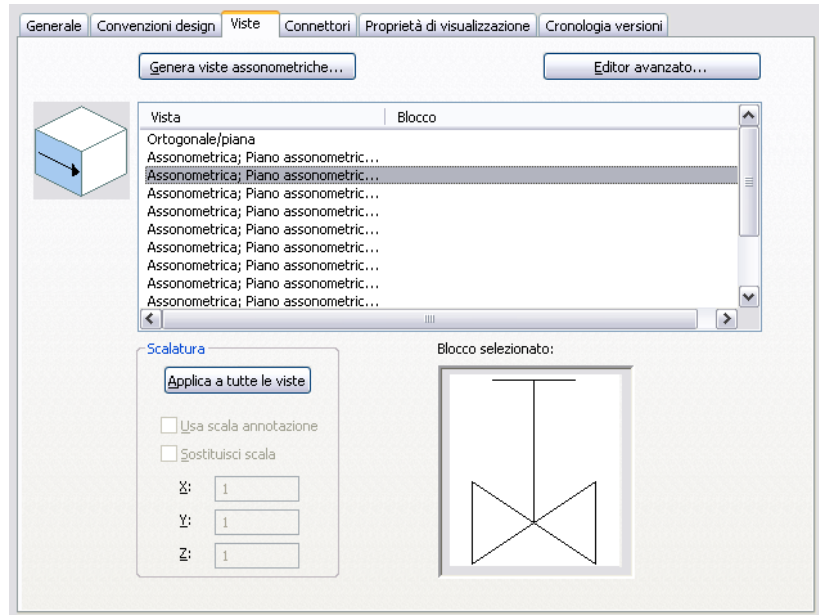 Generale Convenzioni design Viste Connettori Proprietà di visualizzazione Cronologia versioni
Genera viste assonometriche... Editor avanzato...
Vista Blocco
Ortogonale/piana
Assonometrica; Piano assonometric...
Assonometrica; Piano assonometric...
Assonometrica; Piano assonometric...
Assonometrica; Piano assonometric...
Assonometrica; Piano assonometric...
Assonometrica; Piano assonometric...
Assonometrica; Piano assonometric...
Assonometrica; Piano assonometric...
Assonometrica; Piano assonometric...
Scalatura Blocco selezionato:
Applica a tutte le viste
Usa scala annotazione
Sostituisci scala
X: 1
Y: 1
Z: 1